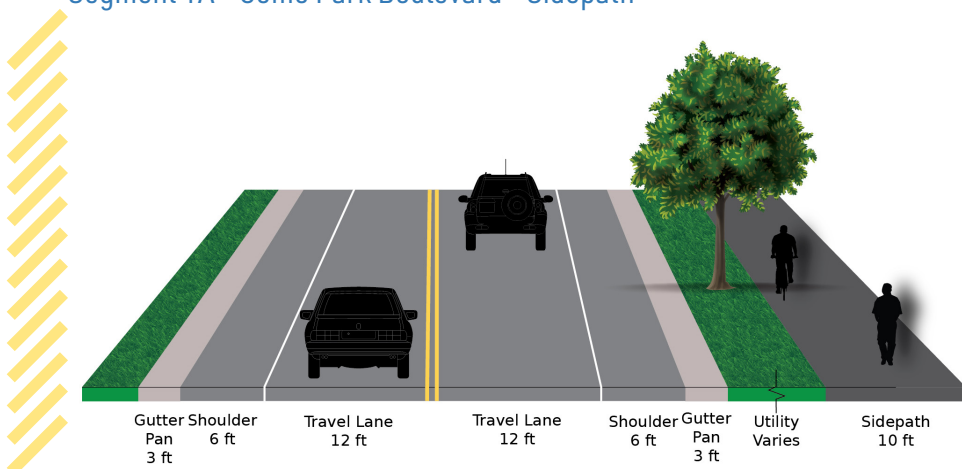 Segment - Como Park Boulevard - Sidepath
Gutter Pan 3 ft
Shoulder 6 ft
Travel Lane 12 ft
Travel Lane 12 ft
Shoulder 6 ft
Gutter Pan 3 ft
Utility Varies
Sidepath 10 ft